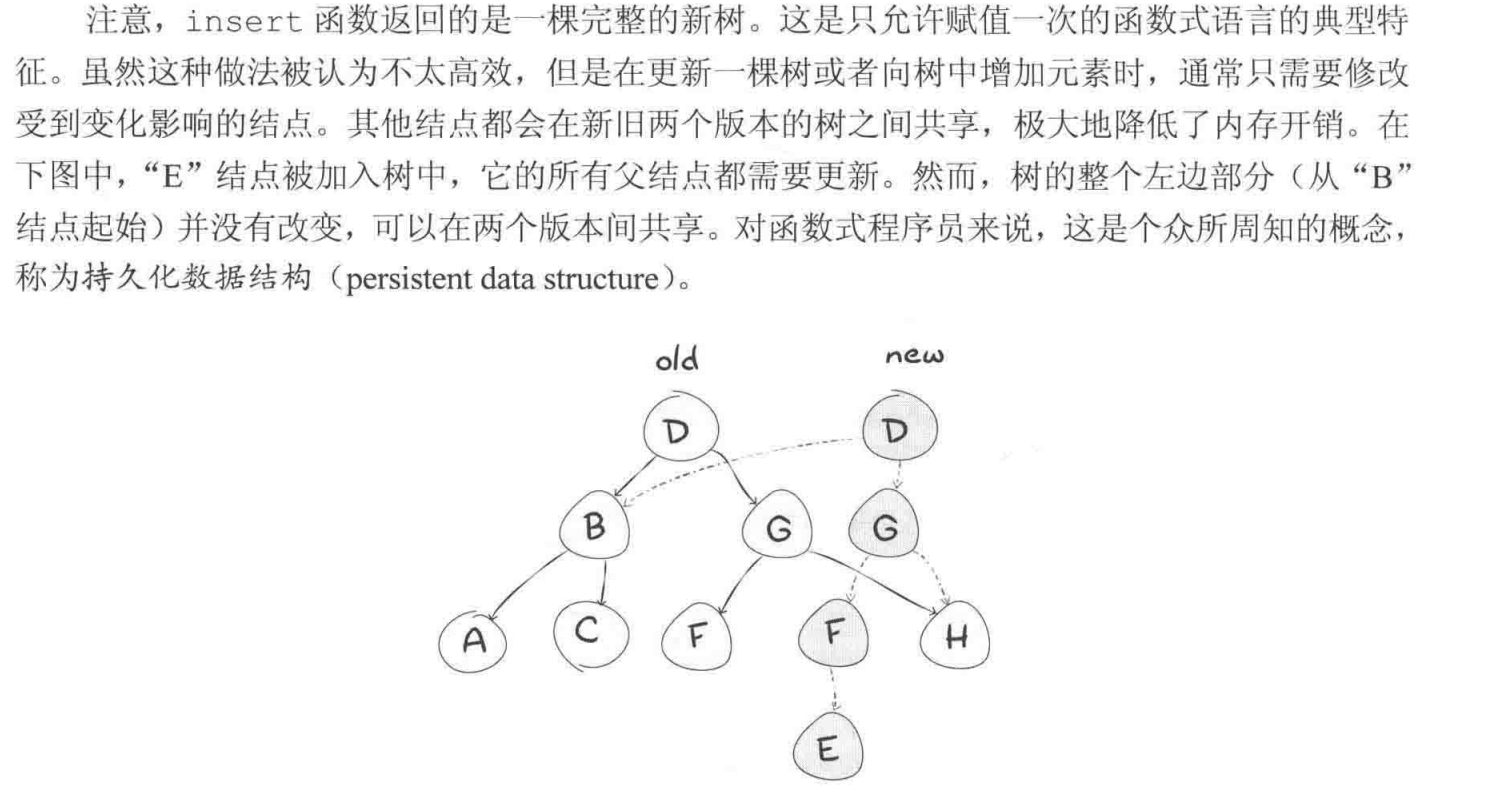 注意，insert 函数返回的是一棵完整的新树。这是只允许赋值一次的函数式语言的典型特
征。虽然这种做法被认为不太高效，但是在更新一棵树或者向树中增加元素时，通常只需要修改
受到变化影响的结点。其他结点都会在新旧两个版本的树之间共享，极大地降低了内存开销。在
下图中，“E”结点被加入树中，它的所有父结点都需要更新。然而，树的整个左边部分（从“B”
结点起始）并没有改变，可以在两个版本间共享。对函数式程序员来说，这是个众所周知的概念，
称为持久化数据结构（persistent data structure）。
old new
D D
B G G
A C F F H
E